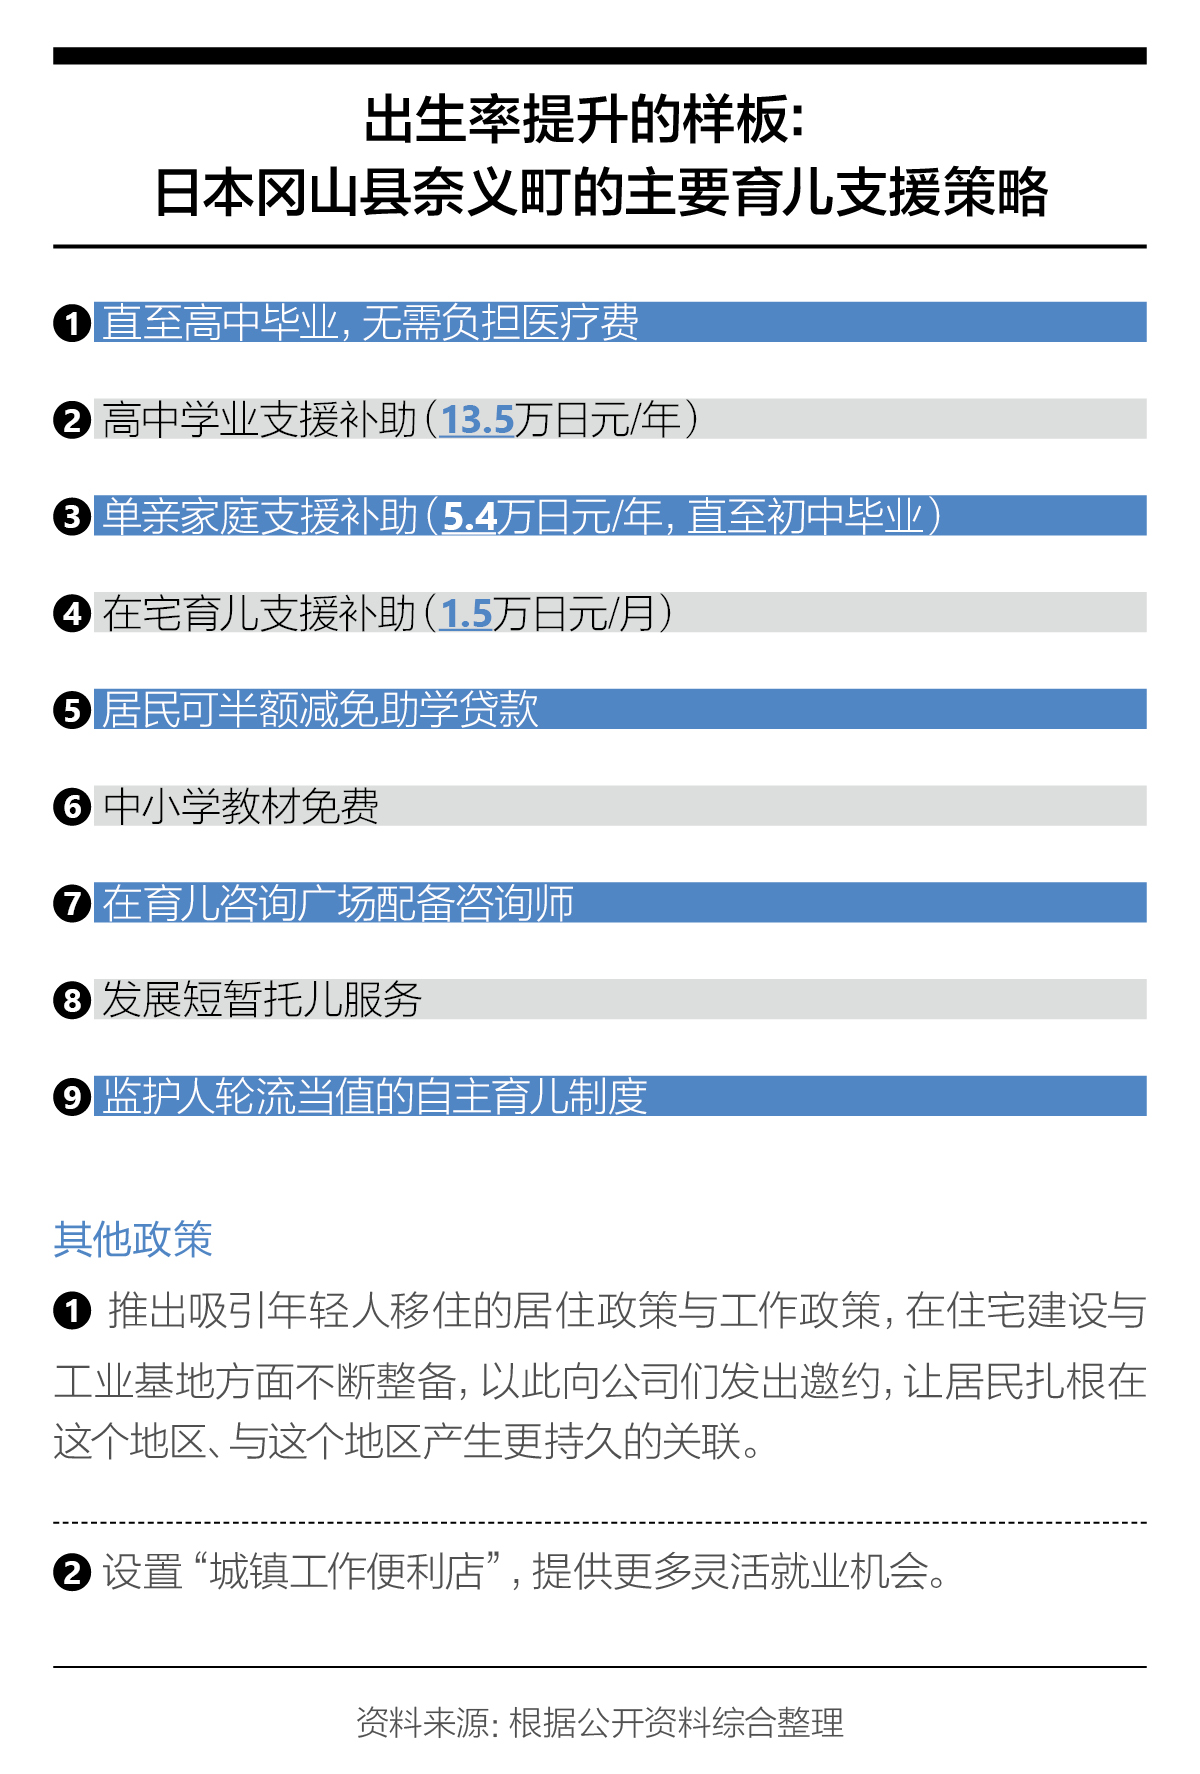 出生率提升的样板:
日本冈山县奈义町的主要育儿支援策略
1 直至高中毕业, 无需负担医疗费
2 高中学业支援补助（13.5万日元/年）
3 单亲家庭支援补助（5.4万日元/年, 直至初中毕业）
4 在宅育儿支援补助（1.5万日元/月）
5 居民可半额减免助学贷款
6 中小学教材免费
7 在育儿咨询广场配备咨询师
8 发展短暂托儿服务
9 监护人轮流当值的自主育儿制度
其他政策
1 推出吸引年轻人移住的居住政策与工作政策, 在住宅建设与
工业基地方面不断整备, 以此向公司们发出邀约, 让居民扎根在
这个地区、与这个地区产生更持久的关联。
2 设置“城镇工作便利店”, 提供更多灵活就业机会。
资料来源: 根据公开资料综合整理